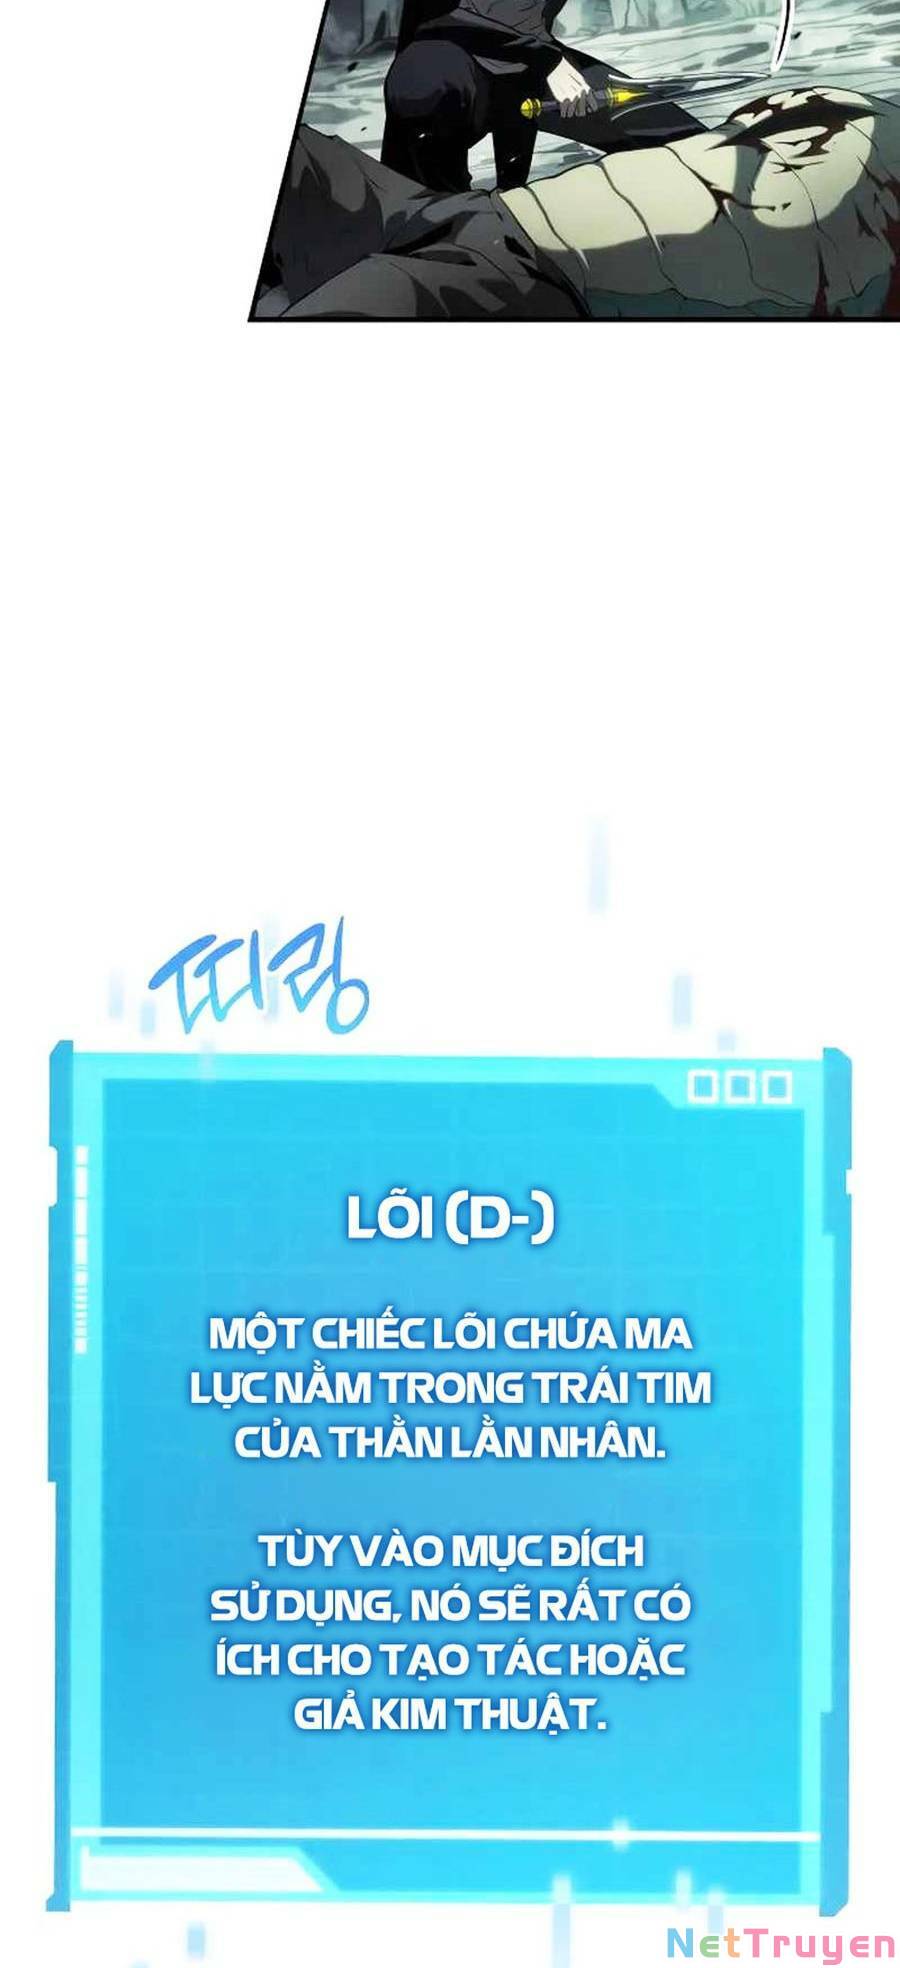 띠링
LÕI (D-)
MỘT CHIẾC LÕI CHỨA MA
LỰC NẰM TRONG TRÁI TIM
CỦA THẰN LẰN NHÂN.
TÙY VÀO MỤC ĐÍCH
SỬ DỤNG, NÓ SẼ RẤT CÓ
ÍCH CHO TẠO TÁC HOẶC
GIẢ KIM THUẬT.
NetTruyen